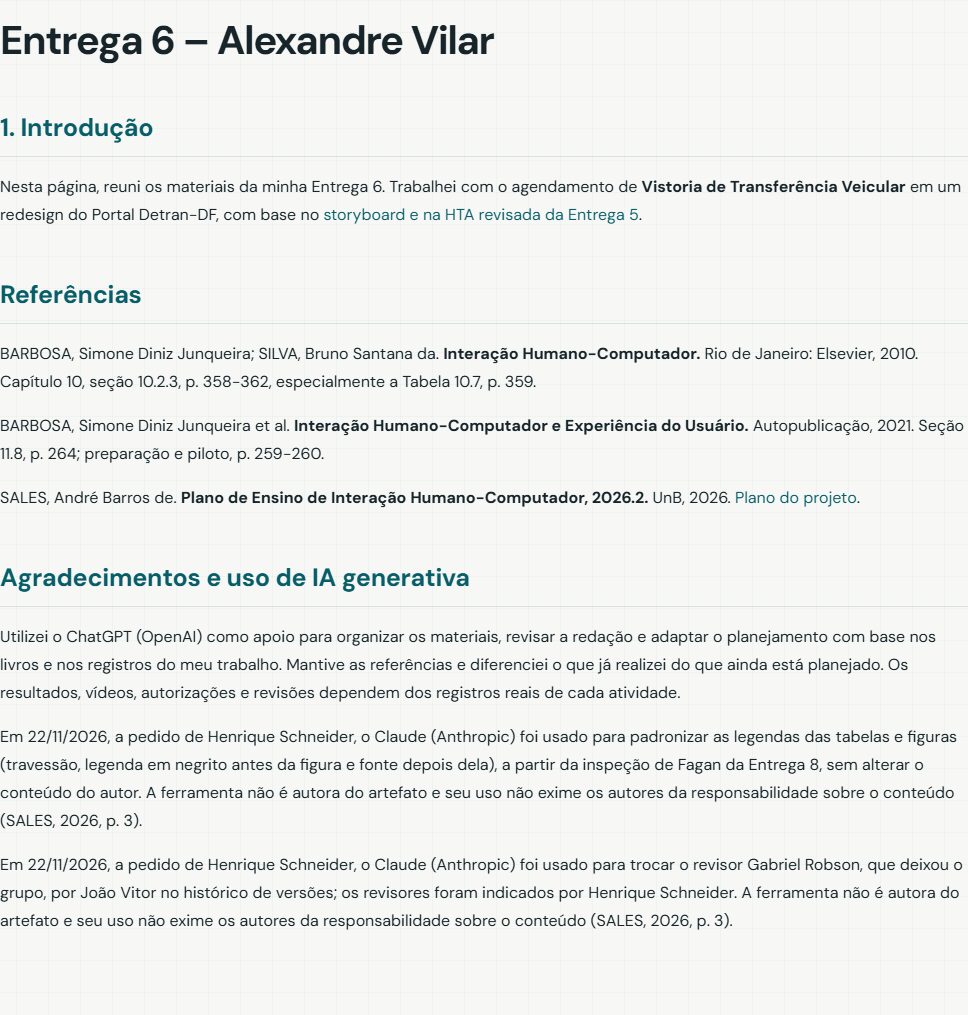 Entrega 6 – Alexandre Vilar
1. Introdução
Nesta página, reuni os materiais da minha Entrega 6. Trabalhei com o agendamento de Vistoria de Transferência Veicular em um
redesign do Portal Detran-DF, com base no storyboard e na HTA revisada da Entrega 5.
Referências
BARBOSA, Simone Diniz Junqueira; SILVA, Bruno Santana da. Interação Humano-Computador. Rio de Janeiro: Elsevier, 2010.
Capítulo 10, seção 10.2.3, p. 358-362, especialmente a Tabela 10.7, p. 359.
BARBOSA, Simone Diniz Junqueira et al. Interação Humano-Computador e Experiência do Usuário. Autopublicação, 2021. Seção
11.8, p. 264; preparação e piloto, p. 259-260.
SALES, André Barros de. Plano de Ensino de Interação Humano-Computador, 2026.2. UnB, 2026. Plano do projeto.
Agradecimentos e uso de IA generativa
Utilizei o ChatGPT (OpenAI) como apoio para organizar os materiais, revisar a redação e adaptar o planejamento com base nos
livros e nos registros do meu trabalho. Mantive as referências e diferenciei o que já realizei do que ainda está planejado. Os
resultados, vídeos, autorizações e revisões dependem dos registros reais de cada atividade.
Em 22/11/2026, a pedido de Henrique Schneider, o Claude (Anthropic) foi usado para padronizar as legendas das tabelas e figuras
(travessão, legenda em negrito antes da figura e fonte depois dela), a partir da inspeção de Fagan da Entrega 8, sem alterar o
conteúdo do autor. A ferramenta não é autora do artefato e seu uso não exime os autores da responsabilidade sobre o conteúdo
(SALES, 2026, p. 3).
Em 22/11/2026, a pedido de Henrique Schneider, o Claude (Anthropic) foi usado para trocar o revisor Gabriel Robson, que deixou o
grupo, por João Vitor no histórico de versões; os revisores foram indicados por Henrique Schneider. A ferramenta não é autora do
artefato e seu uso não exime os autores da responsabilidade sobre o conteúdo (SALES, 2026, p. 3).